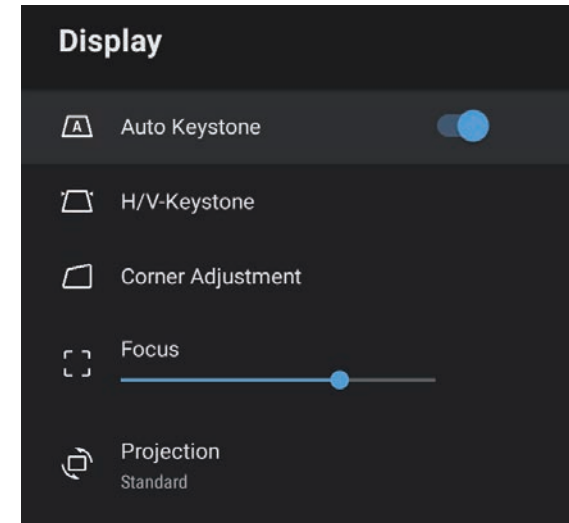 Display
A
Auto Keystone
H/V-Keystone
Corner Adjustment
Focus
Projection
Standard